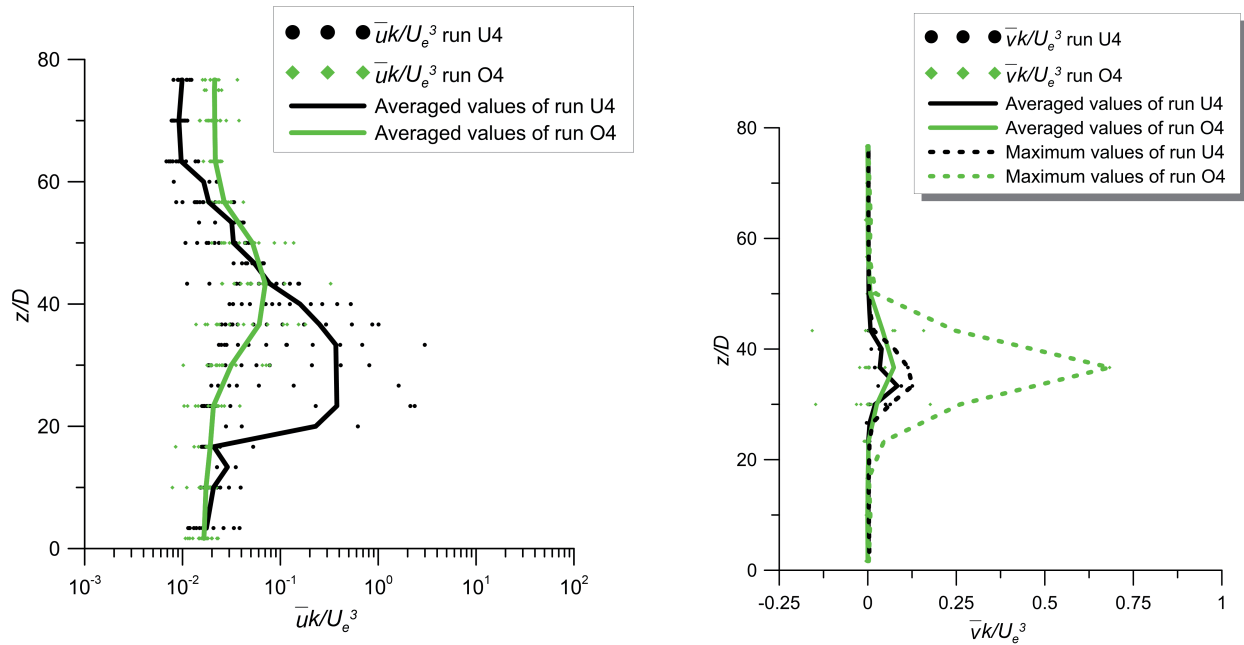 u̅k/Uₑ³ run U4
u̅k/Uₑ³ run O4
Averaged values of run U4
Averaged values of run O4
80
60
40
20
0
z/D
10⁻³ 10⁻² 10⁻¹ 10⁰ 10¹ 10²
u̅k/Uₑ³
v̅k/Uₑ³ run U4
v̅k/Uₑ³ run O4
Averaged values of run U4
Averaged values of run O4
Maximum values of run U4
Maximum values of run O4
80
60
40
20
0
z/D
-0.25 0 0.25 0.5 0.75 1
v̅k/Uₑ³